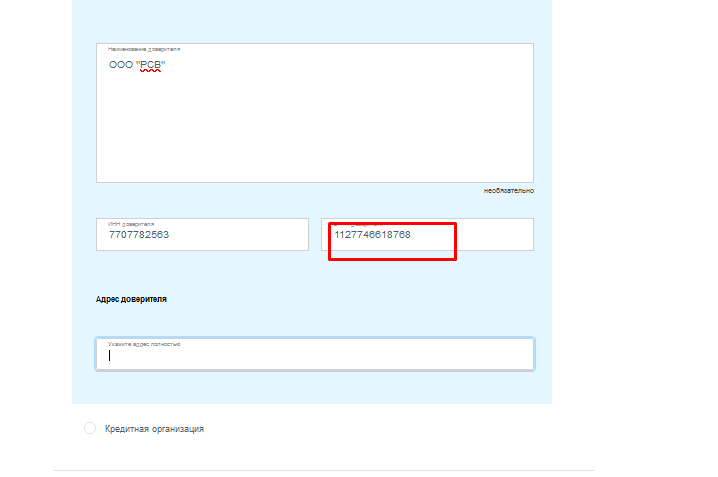 Наименование доверителя
ООО "РСВ"
необязательно
ИНН доверителя
7707782563
1127746618768
Адрес доверителя
Укажите адрес полностью
Кредитная организация